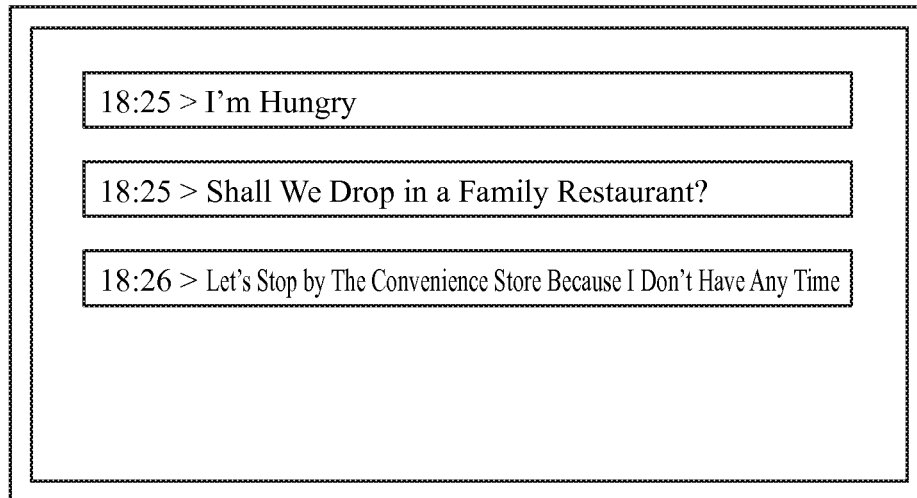 18:25 > I’m Hungry
18:25 > Shall We Drop in a Family Restaurant?
18:26 > Let’s Stop by The Convenience Store Because I Don’t Have Any Time